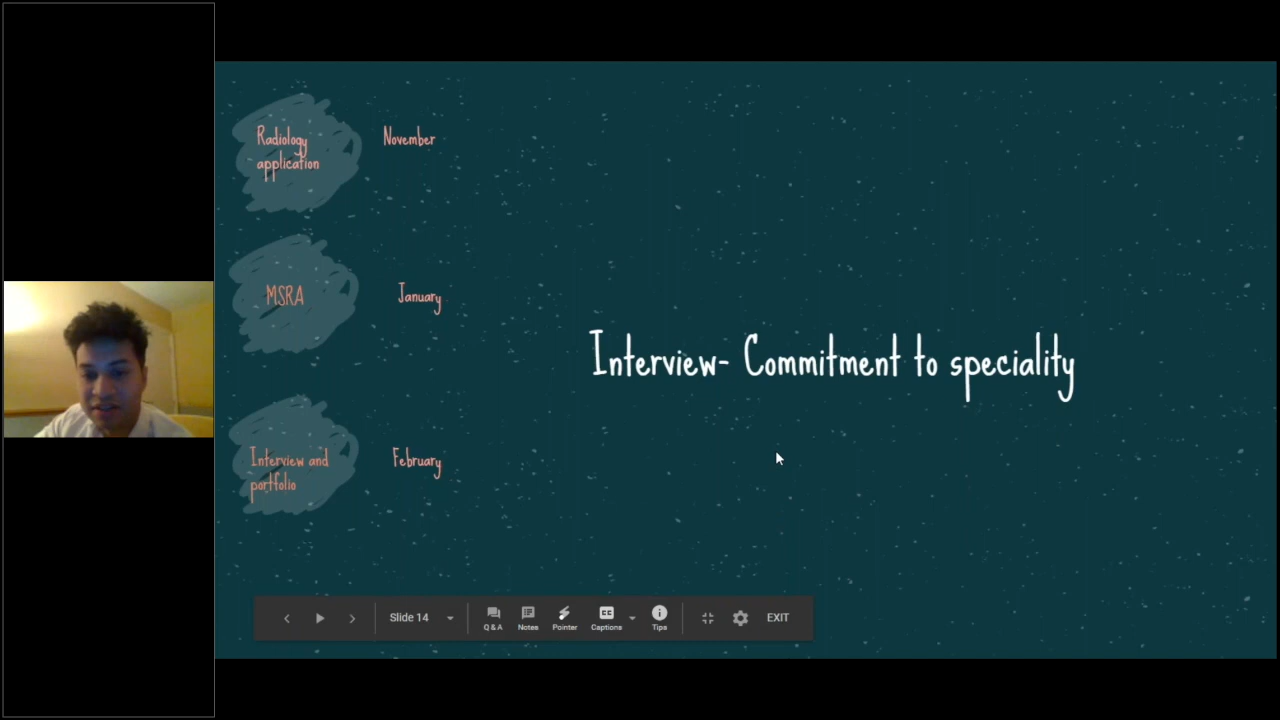 Radiology
application
November
MSRA
January
Interview and
portfolio
February
Interview- Commitment to speciality
Slide 14
Q & A
Notes
Pointer
Captions
Tips
EXIT